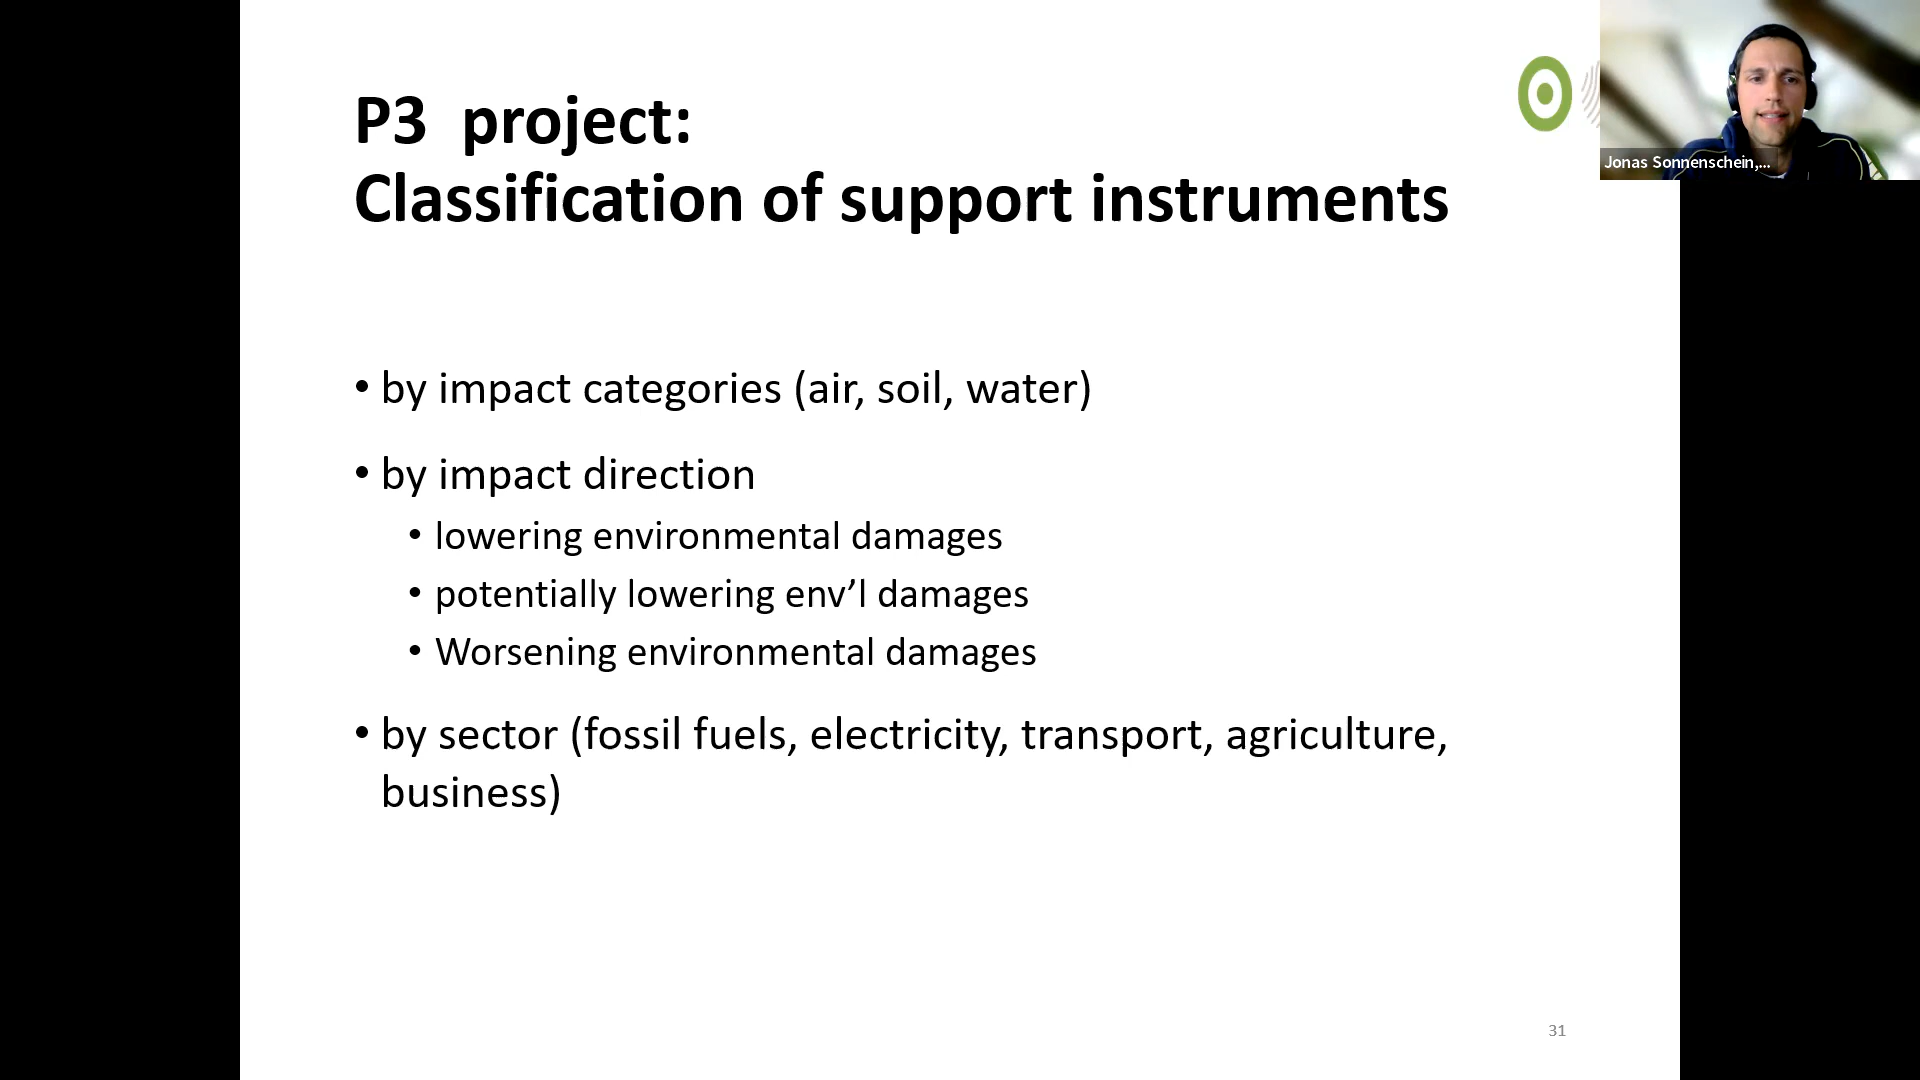 P3  project:
Classification of support instruments
Jonas Sonnenschein,...
• by impact categories (air, soil, water)
• by impact direction
• lowering environmental damages
• potentially lowering env’l damages
• Worsening environmental damages
• by sector (fossil fuels, electricity, transport, agriculture,
business)
31